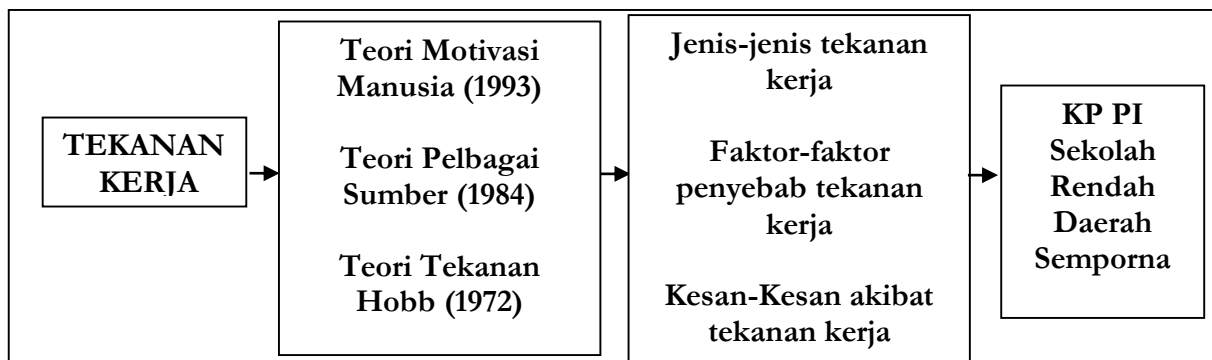 TEKANAN
KERJA
Teori Motivasi
Manusia (1993)
Teori Pelbagai
Sumber (1984)
Teori Tekanan
Hobb (1972)
Jenis-jenis tekanan
kerja
Faktor-faktor
penyebab tekanan
kerja
Kesan-Kesan akibat
tekanan kerja
KP PI
Sekolah
Rendah
Daerah
Semporna